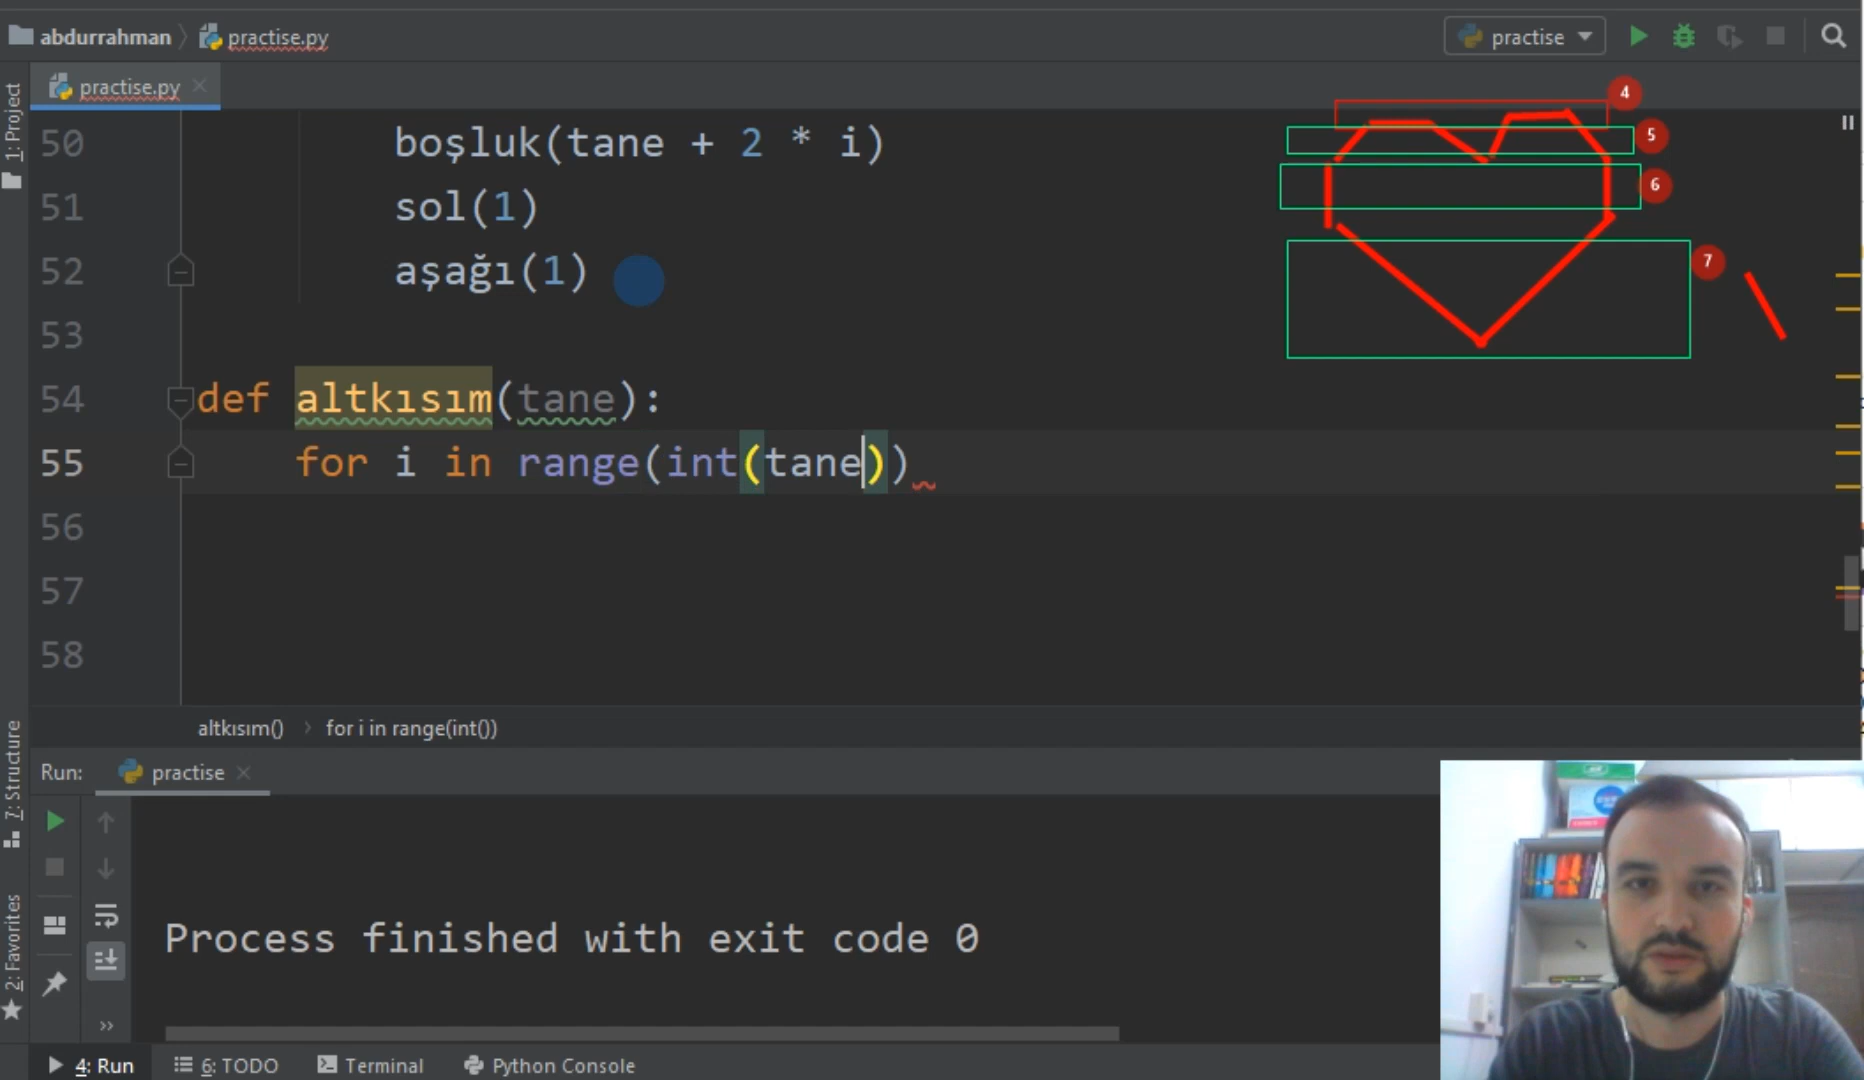 abdurrahman practise.py
practise
practise.py
1: Project
50 boşluk(tane + 2 * i)
51 sol(1)
52 aşağı(1)
53
54 def altkısım(tane):
55 for i in range(int(tane))
56
57
58
4
5
6
7
altkısım() for i in range(int())
7: Structure
2: Favorites
Run: practise
Process finished with exit code 0
4: Run 6: TODO Terminal Python Console